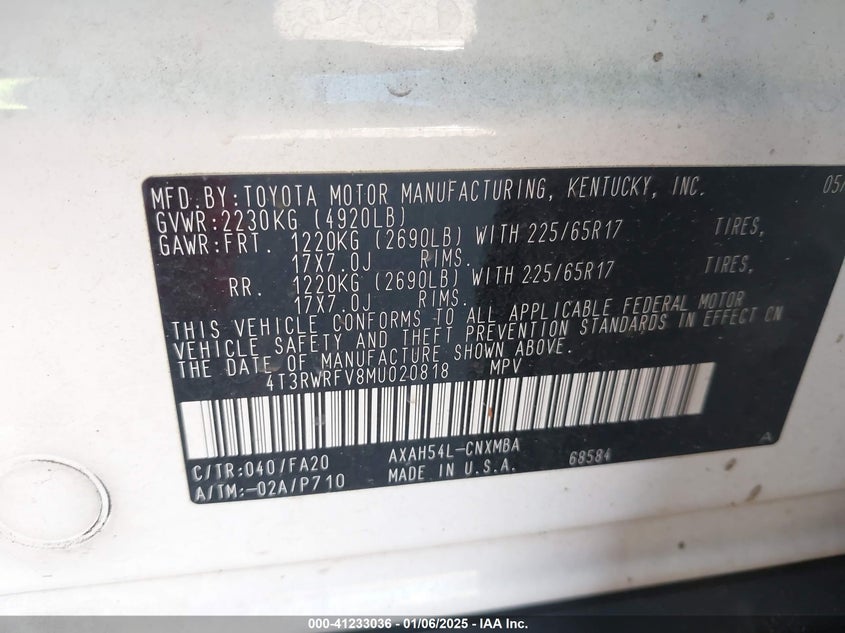 MFD.BY:TOYOTA MOTOR MANUFACTURING, KENTUCKY, INC. 05/
GVWR:2230KG (4920LB)
GAWR:FRT. 1220KG (2690LB) WITH 225/65R17 TIRES,
17X7.0J RIMS.
RR. 1220KG (2690LB) WITH 225/65R17 TIRES,
17X7.0J RIMS.
THIS VEHICLE CONFORMS TO ALL APPLICABLE FEDERAL MOTOR
VEHICLE SAFETY AND THEFT PREVENTION STANDARDS IN EFFECT ON
THE DATE OF MANUFACTURE SHOWN ABOVE.
4T3RWRFV8MU020818 MPV
C/TR:040/FA20 AXAH54L-CNXMBA 68584 A
A/TM:-02A/P710 MADE IN U.S.A.
000-41233036 - 01/06/2025 - COPYRIGHT IAA, Inc.